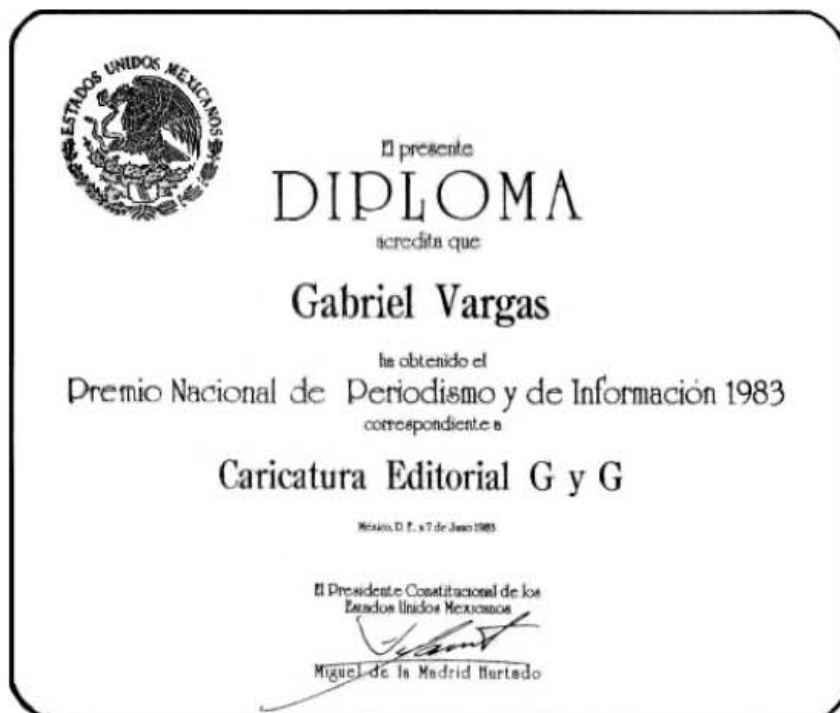 ESTADOS UNIDOS MEXICANOS
El presente
DIPLOMA
acredita que
Gabriel Vargas
ha obtenido el
Premio Nacional de Periodismo y de Información 1983
correspondiente a
Caricatura Editorial G y G
México, D. F. a 7 de Junio 1983
El Presidente Constitucional de los
Estados Unidos Mexicanos
Miguel de la Madrid Hurtado